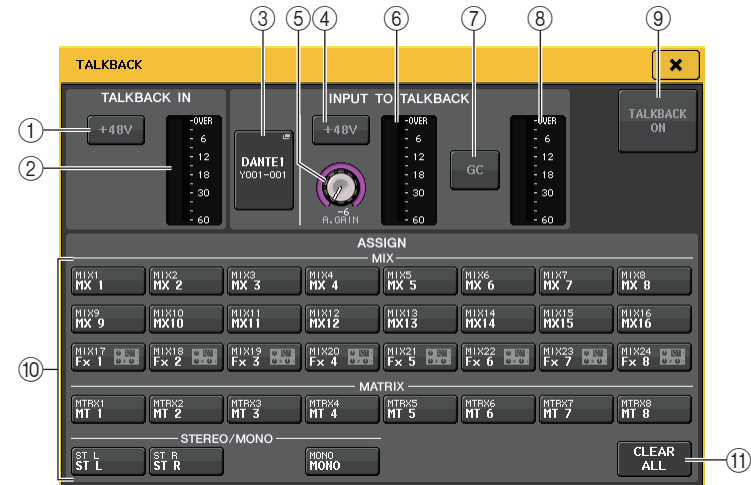 ③ ⑤ ④ ⑥ ⑦ ⑧ ⑨
TALKBACK
TALKBACK IN
INPUT TO TALKBACK
TALKBACK
ON
① +48V
②
OVER
6
12
18
30
60
DANTE1
Y001-001
+48V
-6
A.GAIN
OVER
6
12
18
30
60
GC
OVER
6
12
18
30
60
ASSIGN
MIX
MIX1 MIX2 MIX3 MIX4 MIX5 MIX6 MIX7 MIX8
MX 1 MX 2 MX 3 MX 4 MX 5 MX 6 MX 7 MX 8
MIX9 MIX10 MIX11 MIX12 MIX13 MIX14 MIX15 MIX16
MX 9 MX10 MX11 MX12 MX13 MX14 MX15 MX16
⑩
MIX17 MIX18 MIX19 MIX20 MIX21 MIX22 MIX23 MIX24
Fx 1 Fx 2 Fx 3 Fx 4 Fx 5 Fx 6 Fx 7 Fx 8
MATRIX
MTRX1 MTRX2 MTRX3 MTRX4 MTRX5 MTRX6 MTRX7 MTRX8
MT 1 MT 2 MT 3 MT 4 MT 5 MT 6 MT 7 MT 8
STEREO/MONO
ST L ST R MONO
ST L ST R MONO
CLEAR
ALL
⑪